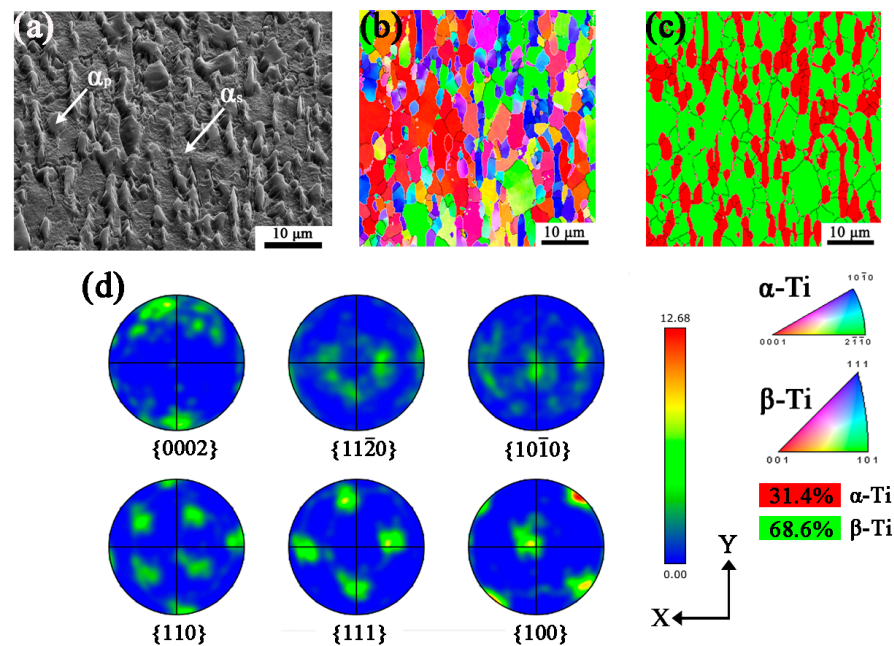 (a)
αp
αs
10 μm
(b)
10 μm
(c)
10 μm
(d)
{0002}
{112̄0}
{101̄0}
{110}
{111}
{100}
12.68
0.00
α-Ti
101̄0
0001
21̄1̄0
β-Ti
111
001
101
31.4% α-Ti
68.6% β-Ti
Y
X